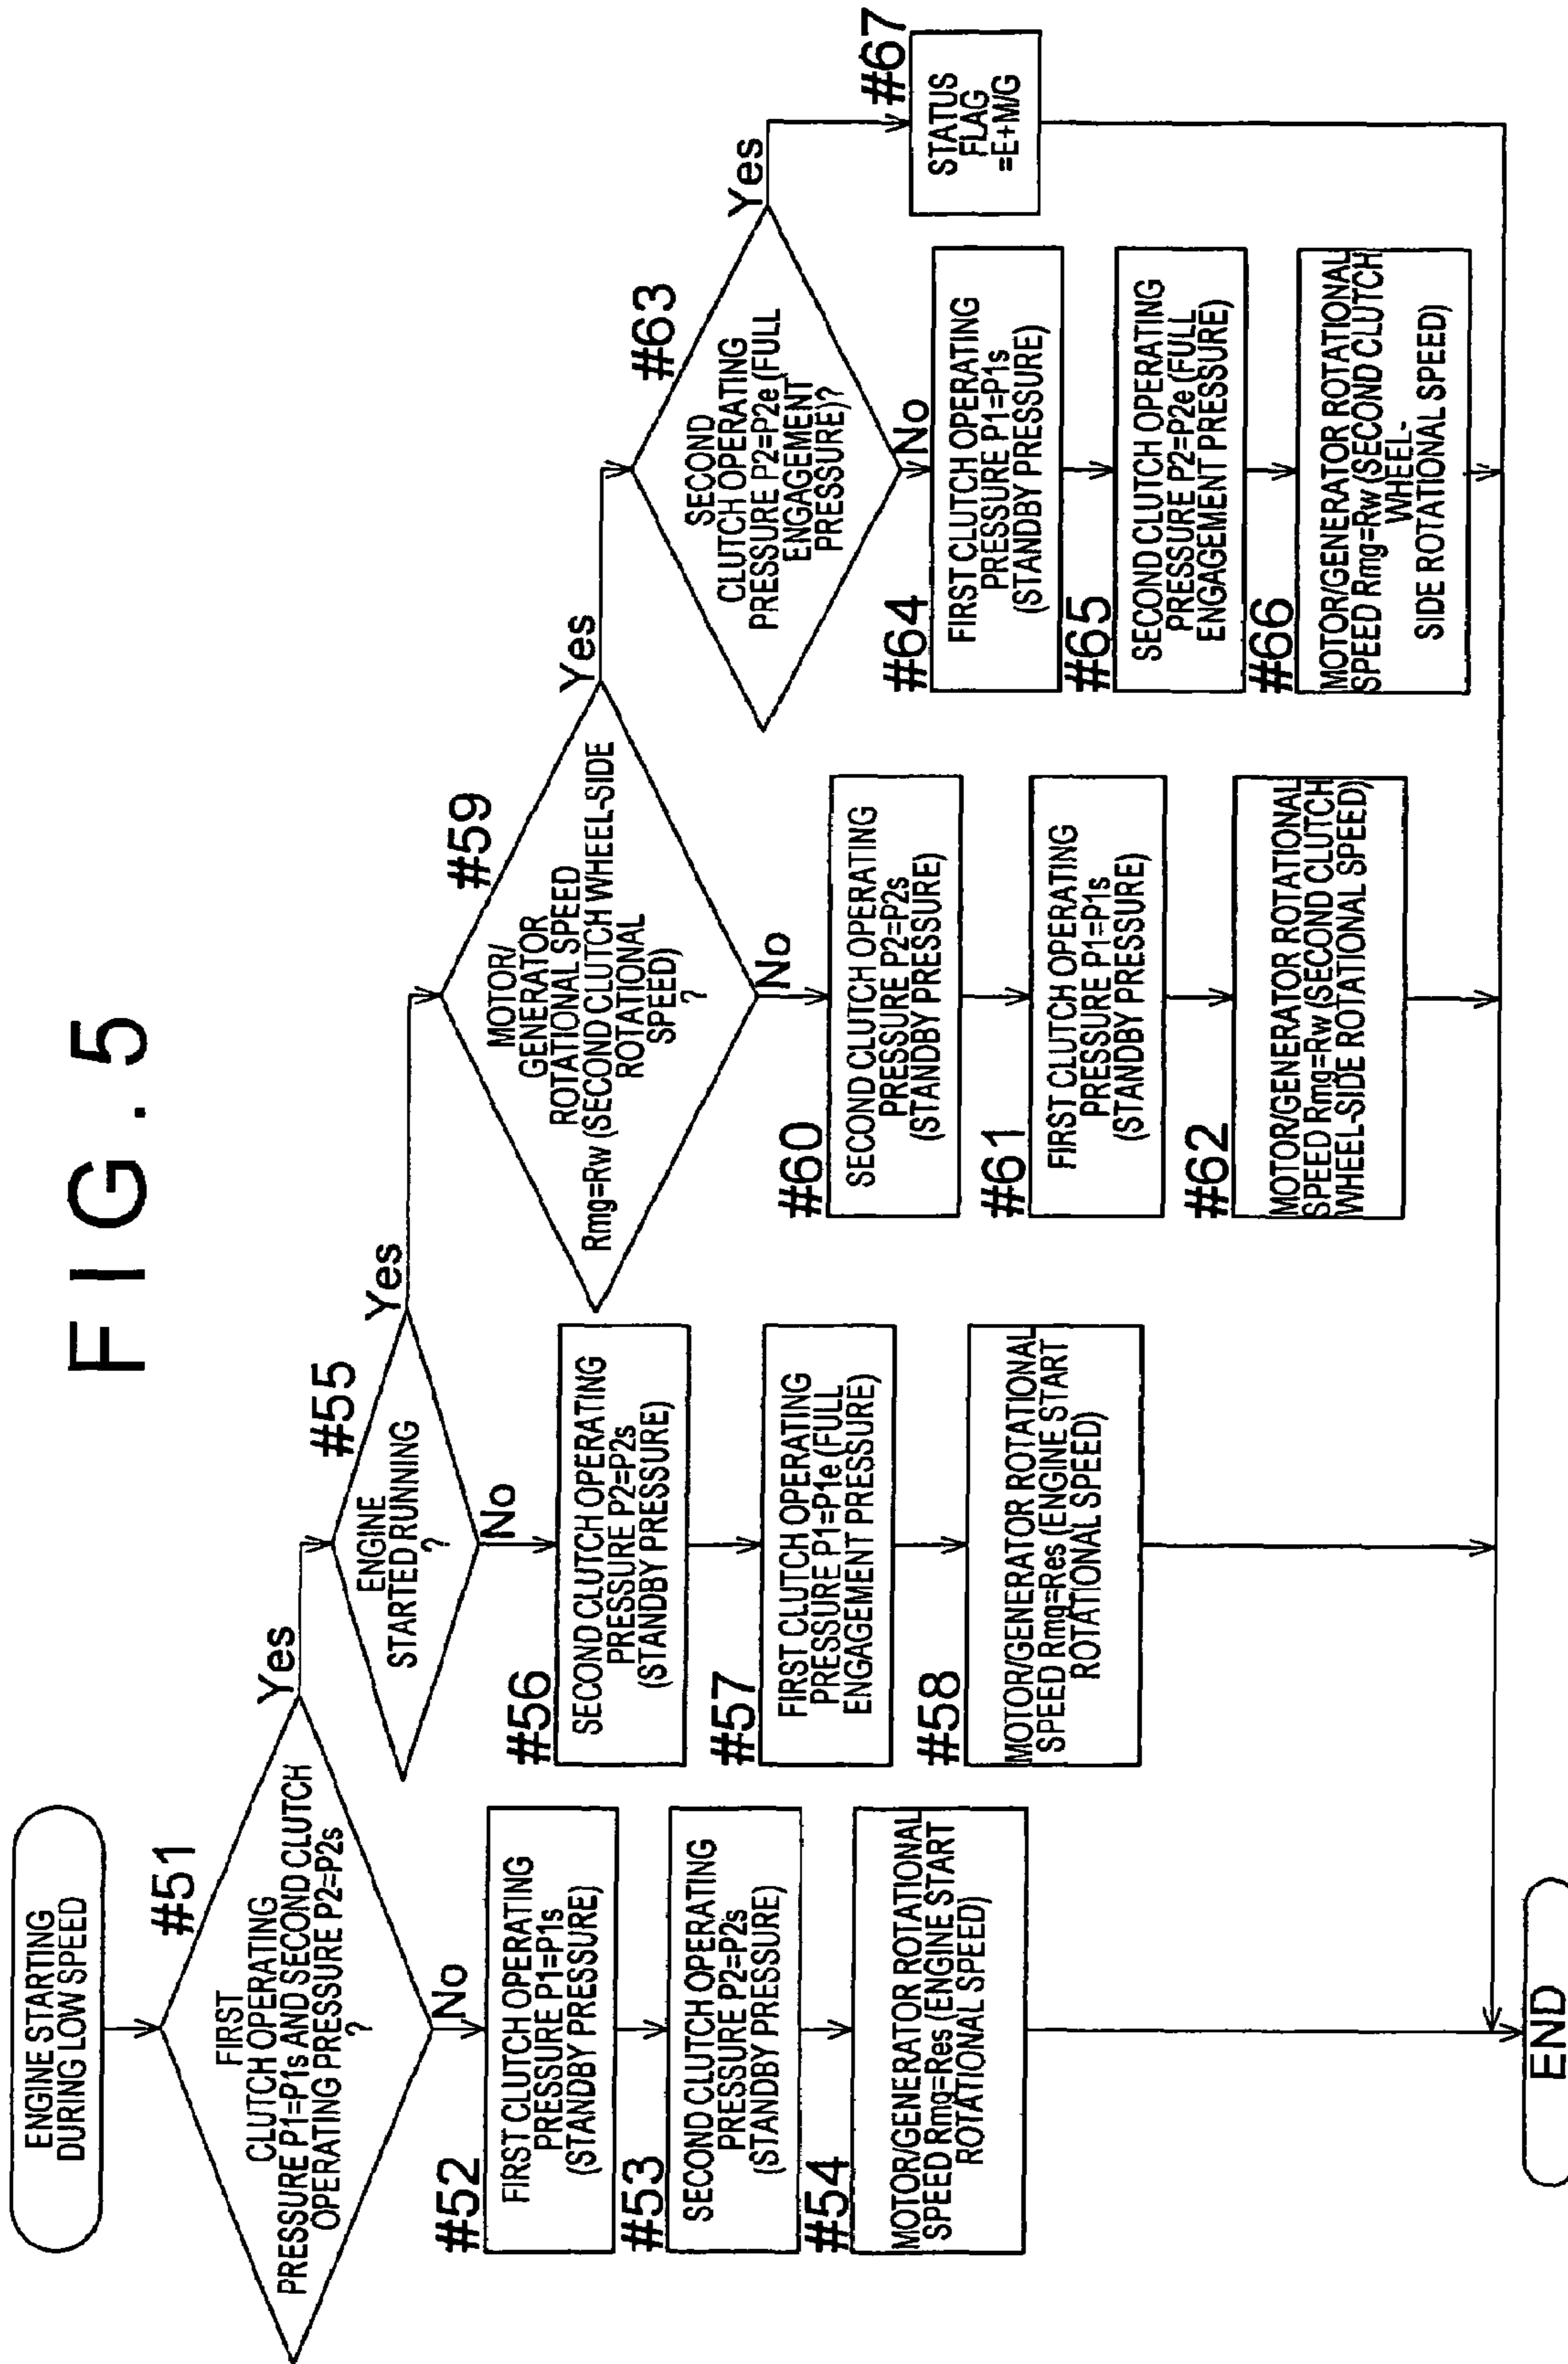 FIG. 5
ENGINE STARTING
DURING LOW SPEED
#51
FIRST
CLUTCH OPERATING
PRESSURE P1=P1s AND SECOND CLUTCH
OPERATING PRESSURE P2=P2s
?
Yes
No
#52
FIRST CLUTCH OPERATING
PRESSURE P1=P1s
(STANDBY PRESSURE)
#53
SECOND CLUTCH OPERATING
PRESSURE P2=P2s
(STANDBY PRESSURE)
#54
MOTOR/GENERATOR ROTATIONAL
SPEED Rmg=Res (ENGINE START
ROTATIONAL SPEED)
#55
ENGINE
STARTED RUNNING
?
Yes
No
#56
SECOND CLUTCH OPERATING
PRESSURE P2=P2s
(STANDBY PRESSURE)
#57
FIRST CLUTCH OPERATING
PRESSURE P1=P1e (FULL
ENGAGEMENT PRESSURE)
#58
MOTOR/GENERATOR ROTATIONAL
SPEED Rmg=Res (ENGINE START
ROTATIONAL SPEED)
#59
MOTOR/
GENERATOR
ROTATIONAL SPEED
Rmg=Rw (SECOND CLUTCH WHEEL-SIDE
ROTATIONAL
SPEED)
?
Yes
No
#60
SECOND CLUTCH OPERATING
PRESSURE P2=P2s
(STANDBY PRESSURE)
#61
FIRST CLUTCH OPERATING
PRESSURE P1=P1s
(STANDBY PRESSURE)
#62
MOTOR/GENERATOR ROTATIONAL
SPEED Rmg=Rw (SECOND CLUTCH
WHEEL-SIDE ROTATIONAL SPEED)
#63
SECOND
CLUTCH OPERATING
PRESSURE P2=P2e (FULL
ENGAGEMENT
PRESSURE)?
Yes
No
#64
FIRST CLUTCH OPERATING
PRESSURE P1=P1s
(STANDBY PRESSURE)
#65
SECOND CLUTCH OPERATING
PRESSURE P2=P2e (FULL
ENGAGEMENT PRESSURE)
#66
MOTOR/GENERATOR ROTATIONAL
SPEED Rmg=Rw (SECOND CLUTCH
WHEEL-
SIDE ROTATIONAL SPEED)
#67
STATUS
FLAG
=E+M/G
END